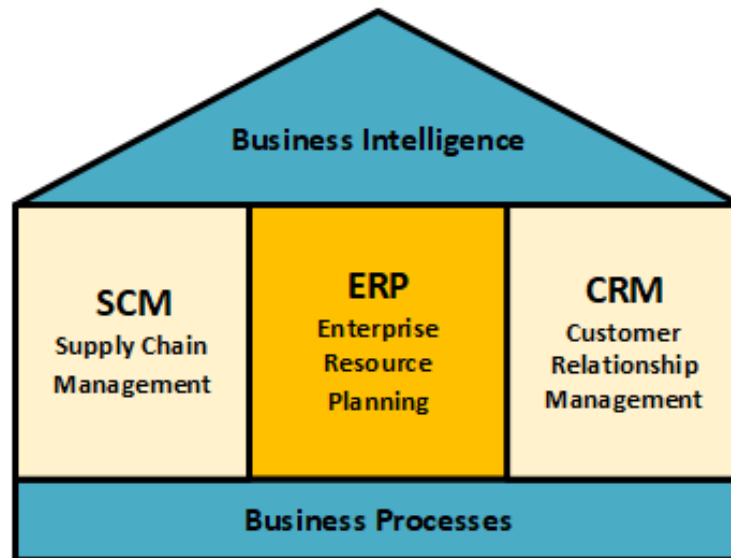 Business Intelligence
SCM
Supply Chain
Management
ERP
Enterprise
Resource
Planning
CRM
Customer
Relationship
Management
Business Processes